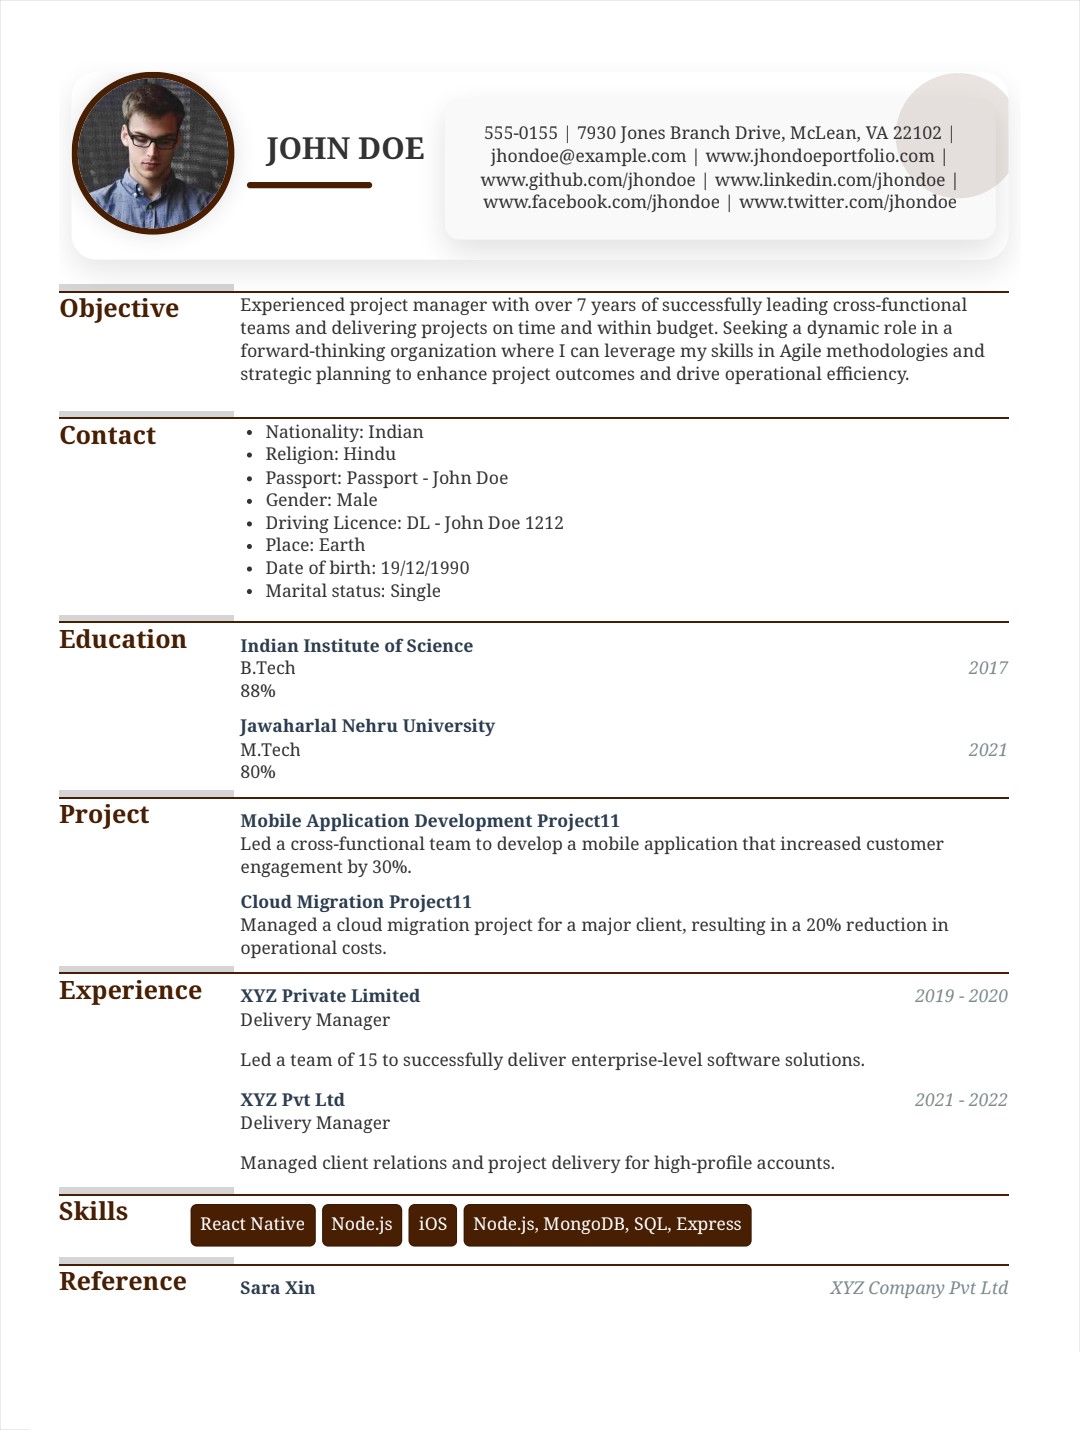 JOHN DOE
555-0155 | 7930 Jones Branch Drive, McLean, VA 22102 |
jhondoe@example.com | www.jhondoeportfolio.com |
www.github.com/jhondoe | www.linkedin.com/jhondoe |
www.facebook.com/jhondoe | www.twitter.com/jhondoe
Objective
Experienced project manager with over 7 years of successfully leading cross-functional
teams and delivering projects on time and within budget. Seeking a dynamic role in a
forward-thinking organization where I can leverage my skills in Agile methodologies and
strategic planning to enhance project outcomes and drive operational efficiency.
Contact
• Nationality: Indian
• Religion: Hindu
• Passport: Passport - John Doe
• Gender: Male
• Driving Licence: DL - John Doe 1212
• Place: Earth
• Date of birth: 19/12/1990
• Marital status: Single
Education
Indian Institute of Science
B.Tech 2017
88%
Jawaharlal Nehru University
M.Tech 2021
80%
Project
Mobile Application Development Project11
Led a cross-functional team to develop a mobile application that increased customer
engagement by 30%.
Cloud Migration Project11
Managed a cloud migration project for a major client, resulting in a 20% reduction in
operational costs.
Experience
XYZ Private Limited 2019 - 2020
Delivery Manager
Led a team of 15 to successfully deliver enterprise-level software solutions.
XYZ Pvt Ltd 2021 - 2022
Delivery Manager
Managed client relations and project delivery for high-profile accounts.
Skills
React Native Node.js iOS Node.js, MongoDB, SQL, Express
Reference
Sara Xin XYZ Company Pvt Ltd